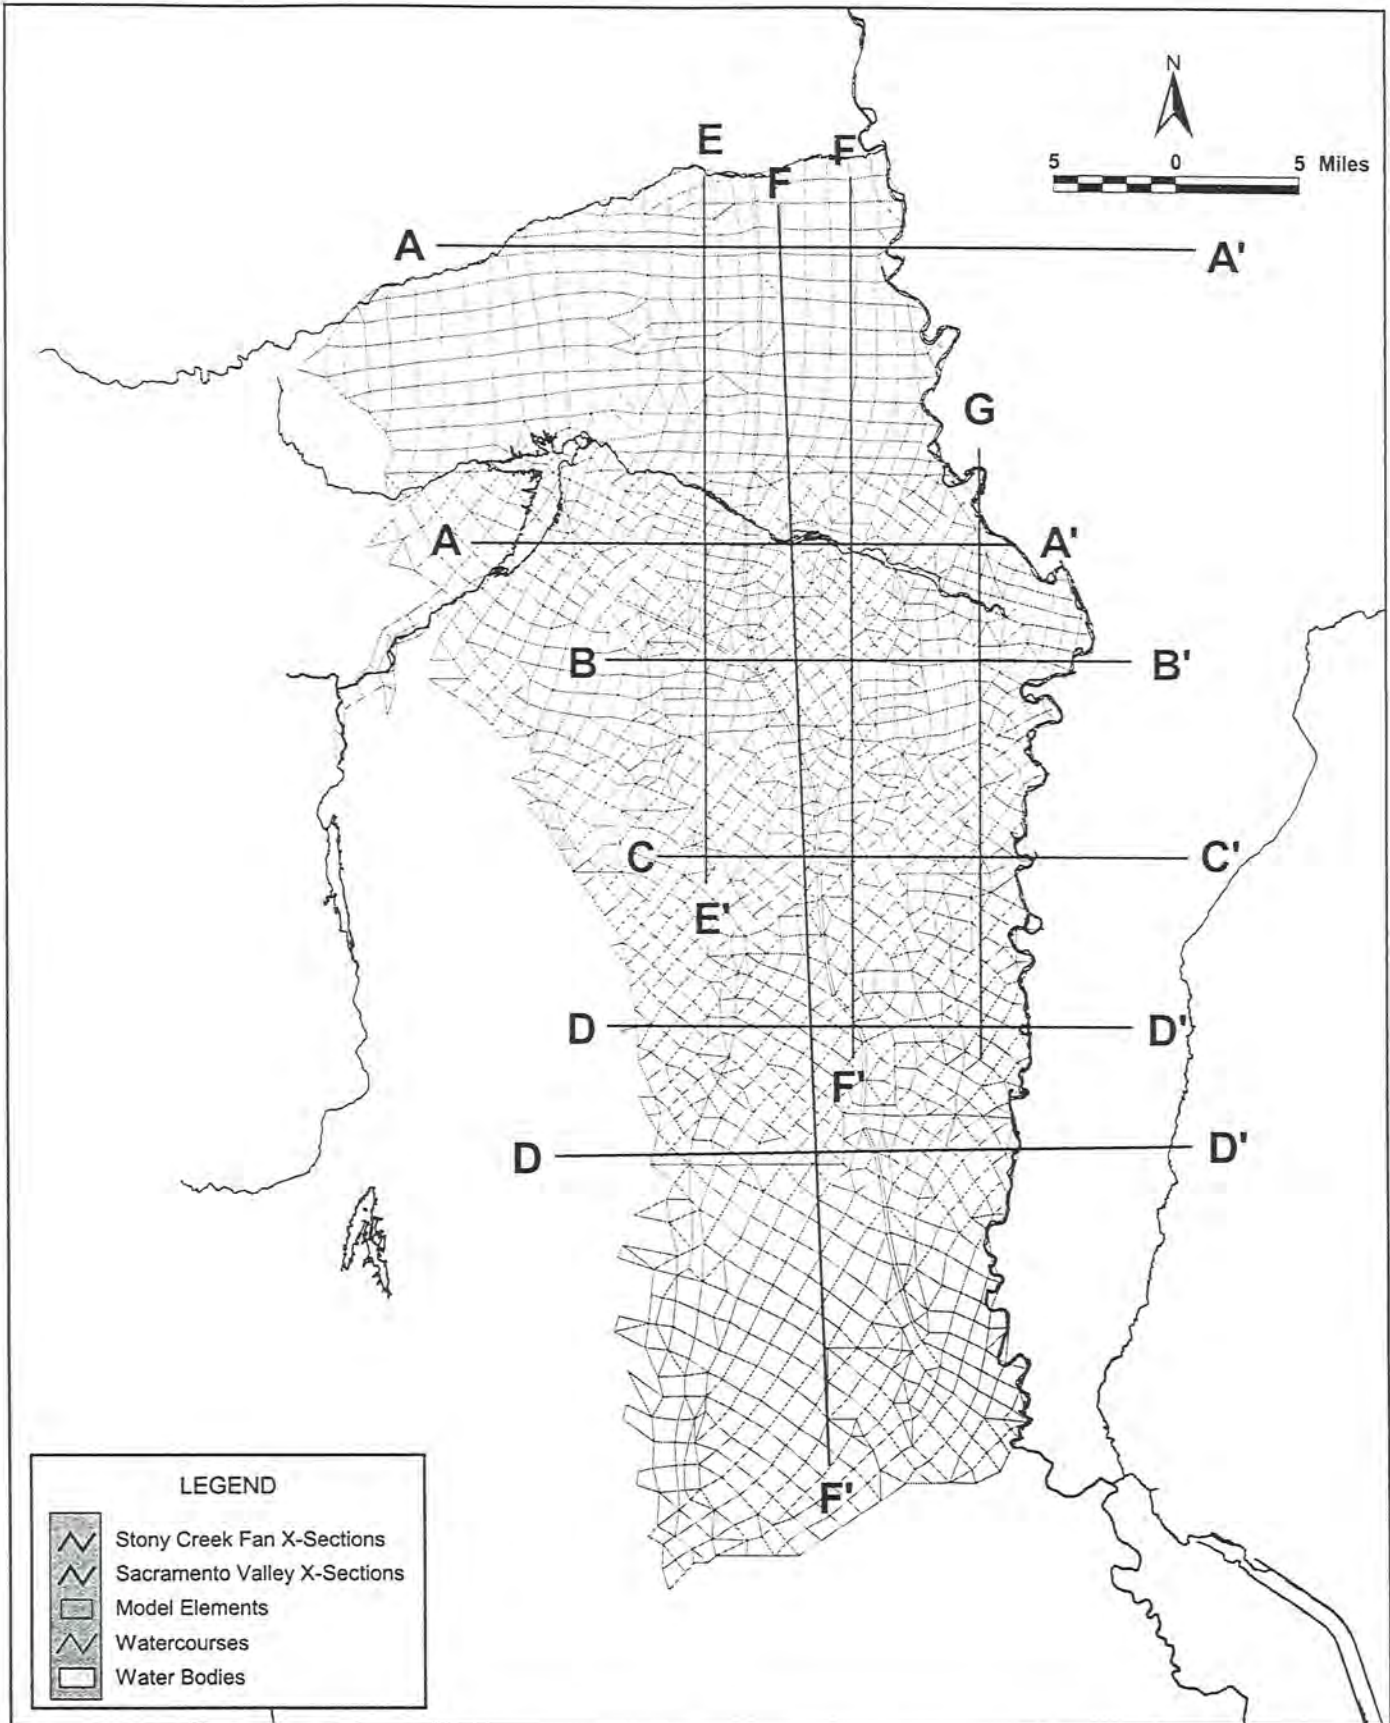 N
5 0 5 Miles
E
F
F
A
A'
G
A
A'
B
B'
C
C'
E'
D
D'
F'
D
D'
F'
LEGEND
Stony Creek Fan X-Sections
Sacramento Valley X-Sections
Model Elements
Watercourses
Water Bodies